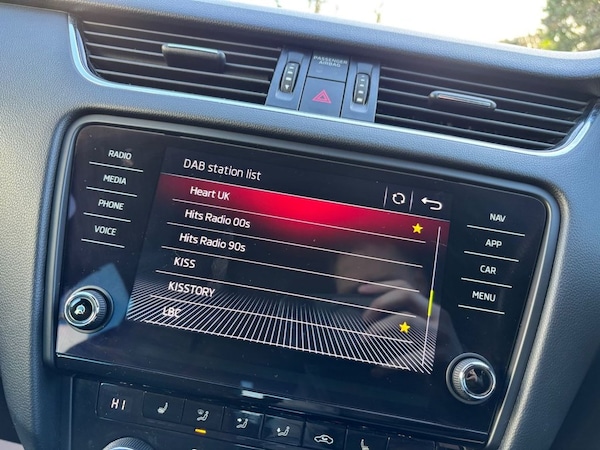 PASSENGER
AIRBAG
RADIO
MEDIA
PHONE
VOICE
DAB station list
Heart UK
Hits Radio 00s
Hits Radio 90s
KISS
KISSTORY
LBC
NAV
APP
CAR
MENU
HI